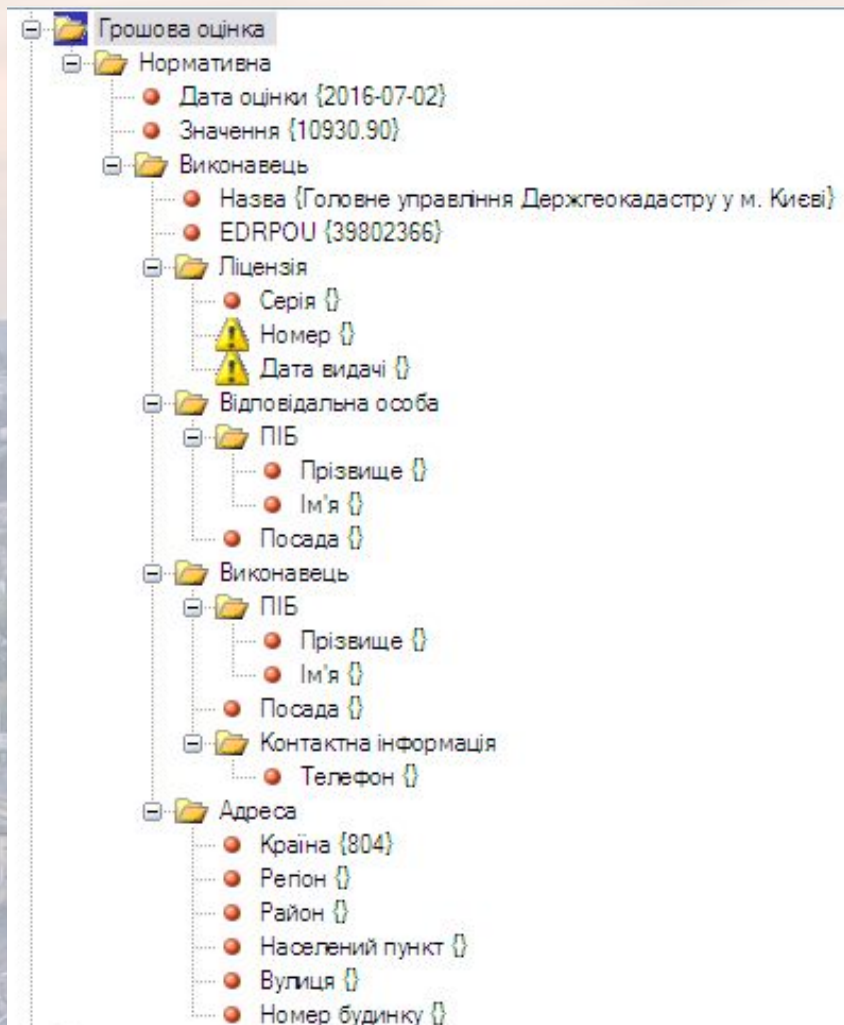 Грошова оцінка
Нормативна
Дата оцінки {2016-07-02}
Значення {10930.90}
Виконавець
Назва {Головне управління Держгеокадастру у м. Києві}
EDRPOU {39802366}
Ліцензія
Серія {}
Номер {}
Дата видачі {}
Відповідальна особа
ПІБ
Прізвище {}
Ім'я {}
Посада {}
Виконавець
ПІБ
Прізвище {}
Ім'я {}
Посада {}
Контактна інформація
Телефон {}
Адреса
Країна {804}
Регіон {}
Район {}
Населений пункт {}
Вулиця {}
Номер будинку {}